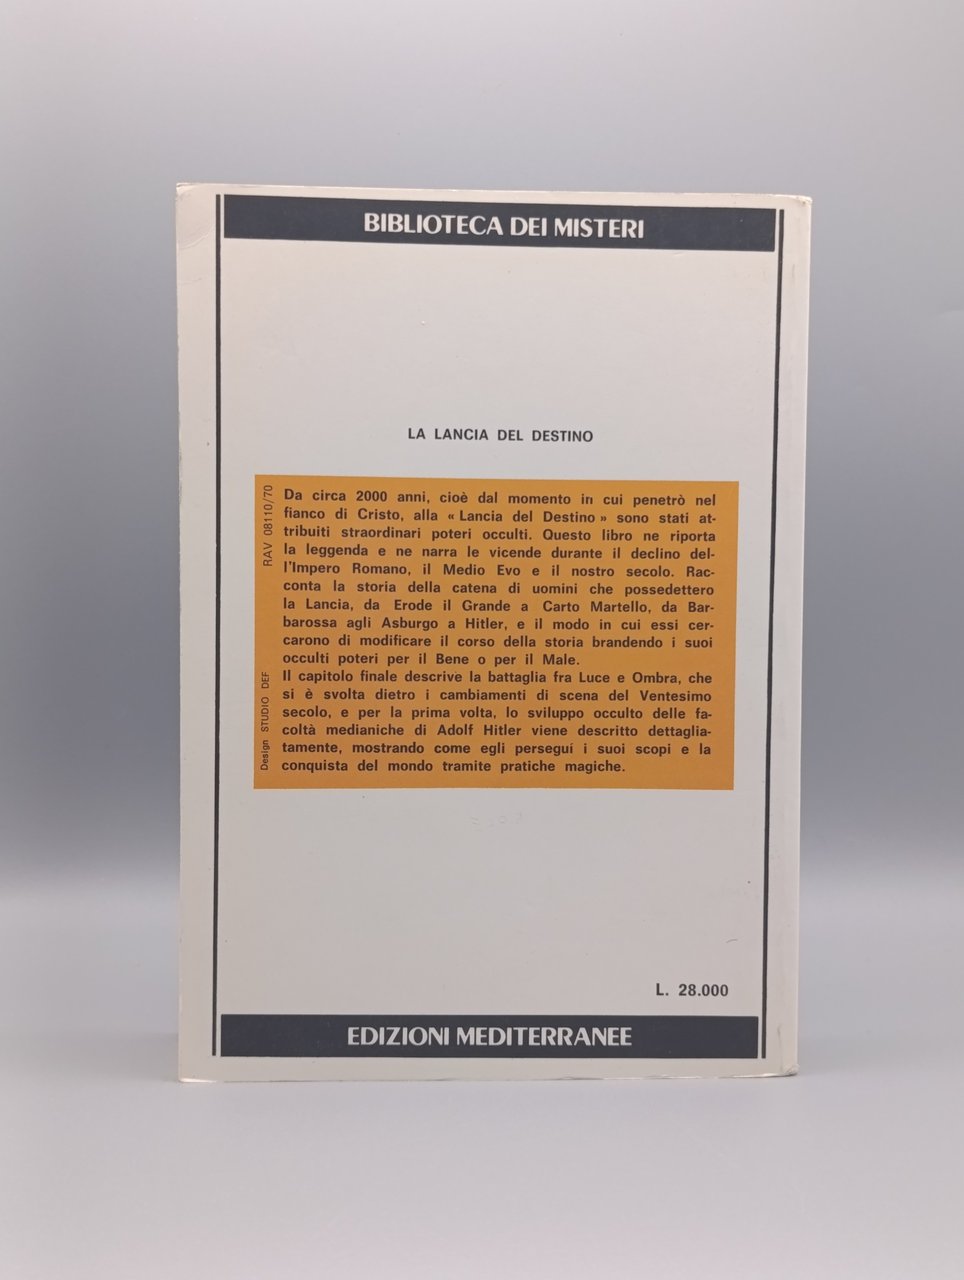 BIBLIOTECA DEI MISTERI
LA LANCIA DEL DESTINO
Da circa 2000 anni, cioè dal momento in cui penetrò nel
fianco di Cristo, alla « Lancia del Destino » sono stati at-
tribuiti straordinari poteri occulti. Questo libro ne riporta
la leggenda e ne narra le vicende durante il declino del-
l'Impero Romano, il Medio Evo e il nostro secolo. Rac-
conta la storia della catena di uomini che possedettero
la Lancia, da Erode il Grande a Carto Martello, da Bar-
barossa agli Asburgo a Hitler, e il modo in cui essi cer-
carono di modificare il corso della storia brandendo i suoi
occulti poteri per il Bene o per il Male.
Il capitolo finale descrive la battaglia fra Luce e Ombra, che
si è svolta dietro i cambiamenti di scena del Ventesimo
secolo, e per la prima volta, lo sviluppo occulto delle fa-
coltà medianiche di Adolf Hitler viene descritto dettaglia-
tamente, mostrando come egli perseguì i suoi scopi e la
conquista del mondo tramite pratiche magiche.
RAV 08110/70
Design STUDIO DEF
L. 28.000
EDIZIONI MEDITERRANEE